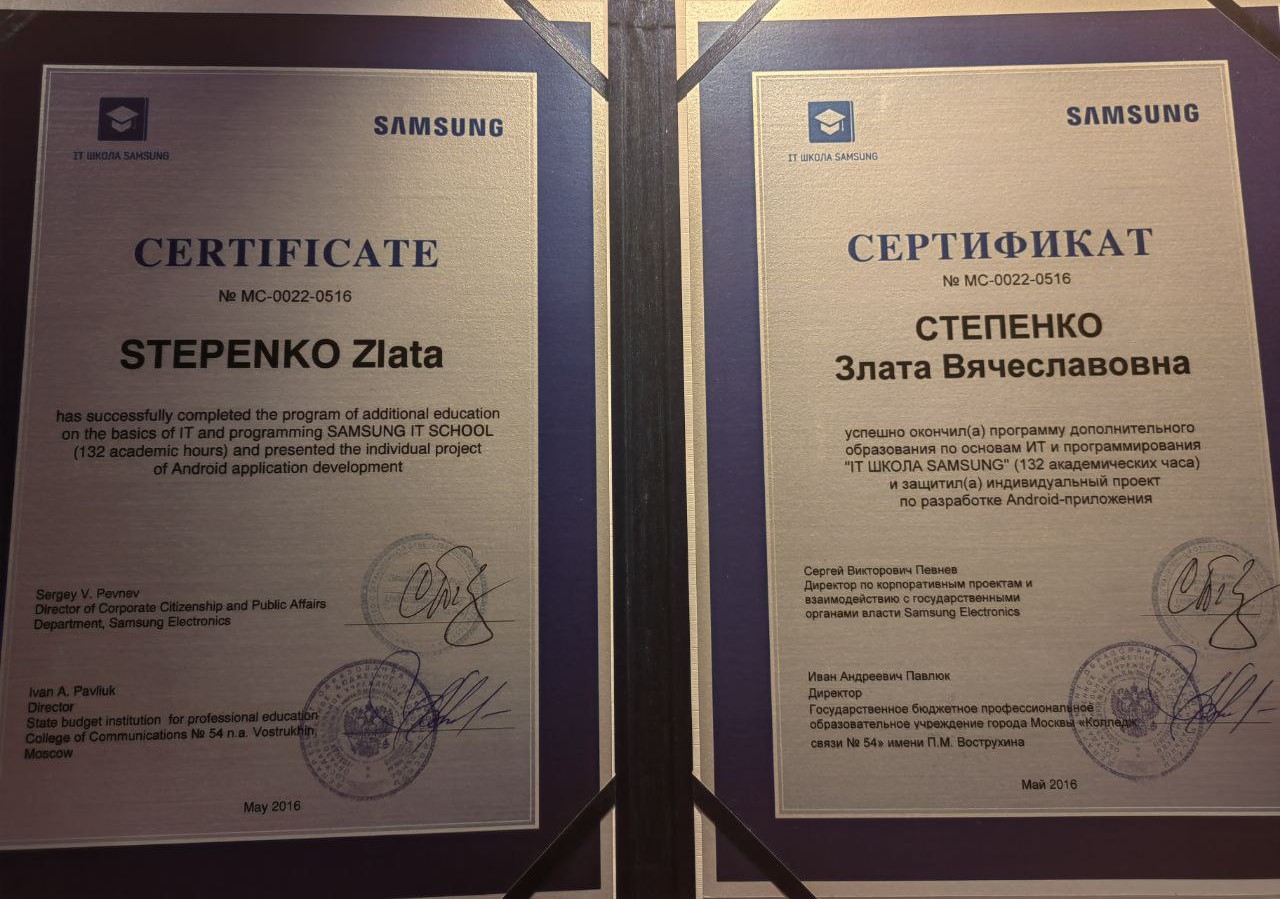 IT ШКОЛА SAMSUNG
SAMSUNG
CERTIFICATE
№ MC-0022-0516
STEPENKO Zlata
has successfully completed the program of additional education
on the basics of IT and programming SAMSUNG IT SCHOOL
(132 academic hours) and presented the individual project
of Android application development
Sergey V. Pevnev
Director of Corporate Citizenship and Public Affairs
Department, Samsung Electronics
Ivan A. Pavliuk
Director
State budget institution for professional education
College of Communications № 54 n.a. Vostrukhin,
Moscow
May 2016
IT ШКОЛА SAMSUNG
SAMSUNG
СЕРТИФИКАТ
№ MC-0022-0516
СТЕПЕНКО
Злата Вячеславовна
успешно окончил(а) программу дополнительного
образования по основам ИТ и программирования
"IT ШКОЛА SAMSUNG" (132 академических часа)
и защитил(а) индивидуальный проект
по разработке Android-приложения
Сергей Викторович Певнев
Директор по корпоративным проектам и
взаимодействию с государственными
органами власти Samsung Electronics
Иван Андреевич Павлюк
Директор
Государственное бюджетное профессиональное
образовательное учреждение города Москвы «Колледж
связи № 54» имени П.М. Вострухина
Май 2016